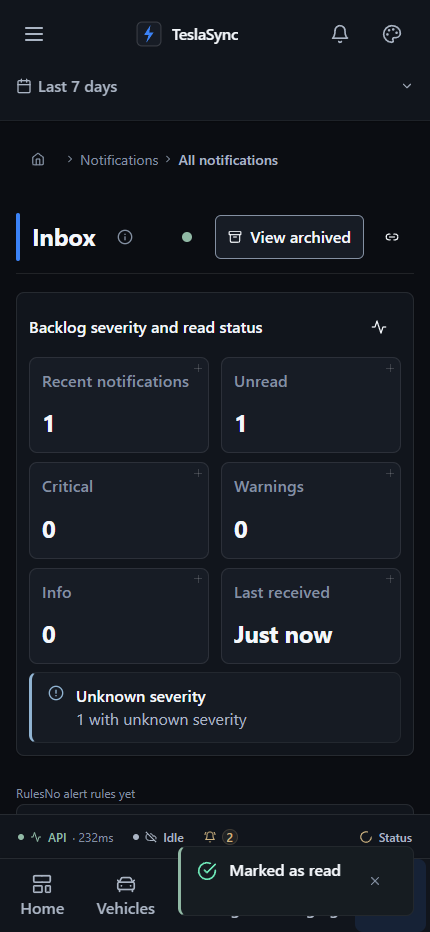 TeslaSync
Last 7 days
Notifications
All notifications
Inbox
View archived
Backlog severity and read status
Recent notifications
1
Unread
1
Critical
0
Warnings
0
Info
0
Last received
Just now
Unknown severity
1 with unknown severity
RulesNo alert rules yet
API · 232ms
Idle
2
Status
Marked as read
Home
Vehicles